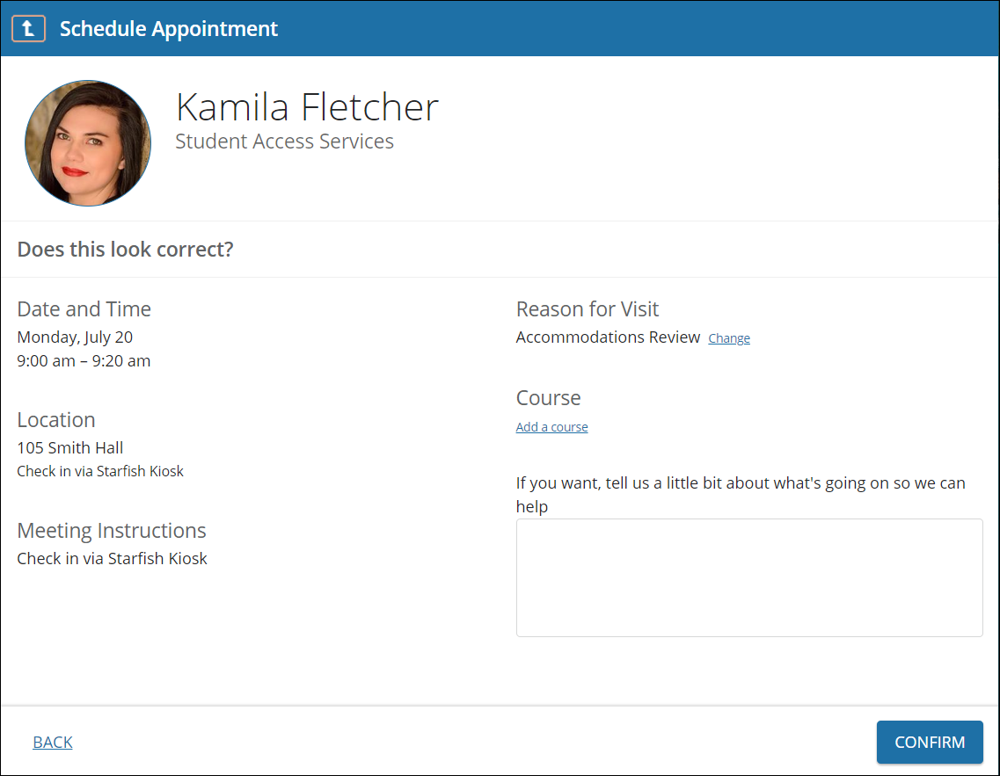 Schedule Appointment
Kamila Fletcher
Student Access Services
Does this look correct?
Date and Time
Monday, July 20
9:00 am – 9:20 am
Location
105 Smith Hall
Check in via Starfish Kiosk
Meeting Instructions
Check in via Starfish Kiosk
Reason for Visit
Accommodations Review Change
Course
Add a course
If you want, tell us a little bit about what's going on so we can
help
BACK
CONFIRM